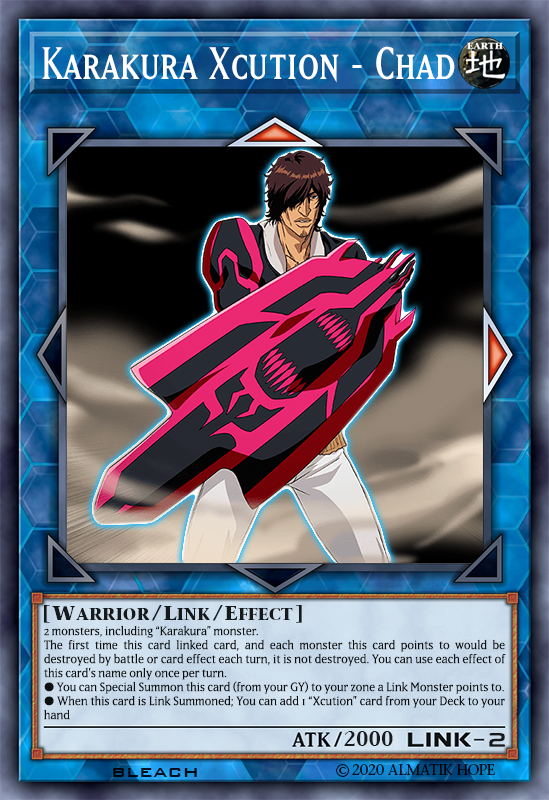 Karakura Xcution - Chad
EARTH
地
[Warrior/Link/Effect]
2 monsters, including “Karakura” monster.
The first time this card linked card, and each monster this card points to would be
destroyed by battle or card effect each turn, it is not destroyed. You can use each effect of
this card's name only once per turn.
● You can Special Summon this card (from your GY) to your zone a Link Monster points to.
● When this card is Link Summoned; You can add 1 “Xcution” card from your Deck to your
hand
ATK/2000 LINK-2
BLEACH ©2020 ALMATIK HOPE